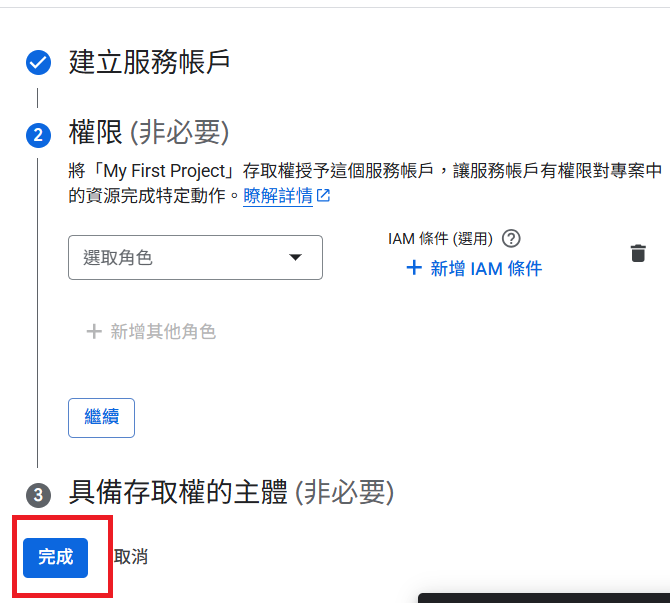 建立服務帳戶
2 權限 (非必要)
將「My First Project」存取權授予這個服務帳戶，讓服務帳戶有權限對專案中
的資源完成特定動作。瞭解詳情
選取角色
IAM 條件 (選用) ?
+ 新增 IAM 條件
+ 新增其他角色
繼續
3 具備存取權的主體 (非必要)
完成 取消